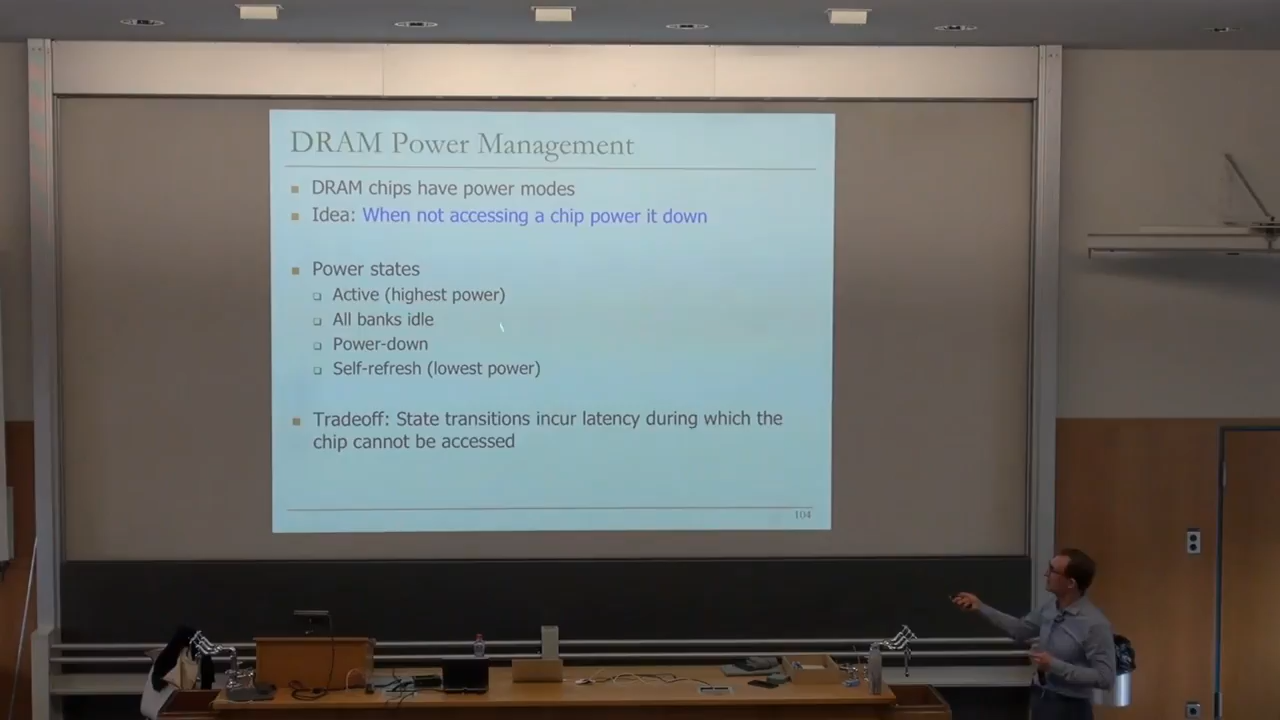 DRAM Power Management
DRAM chips have power modes
Idea: When not accessing a chip power it down
Power states
Active (highest power)
All banks idle
Power-down
Self-refresh (lowest power)
Tradeoff: State transitions incur latency during which the
chip cannot be accessed
104